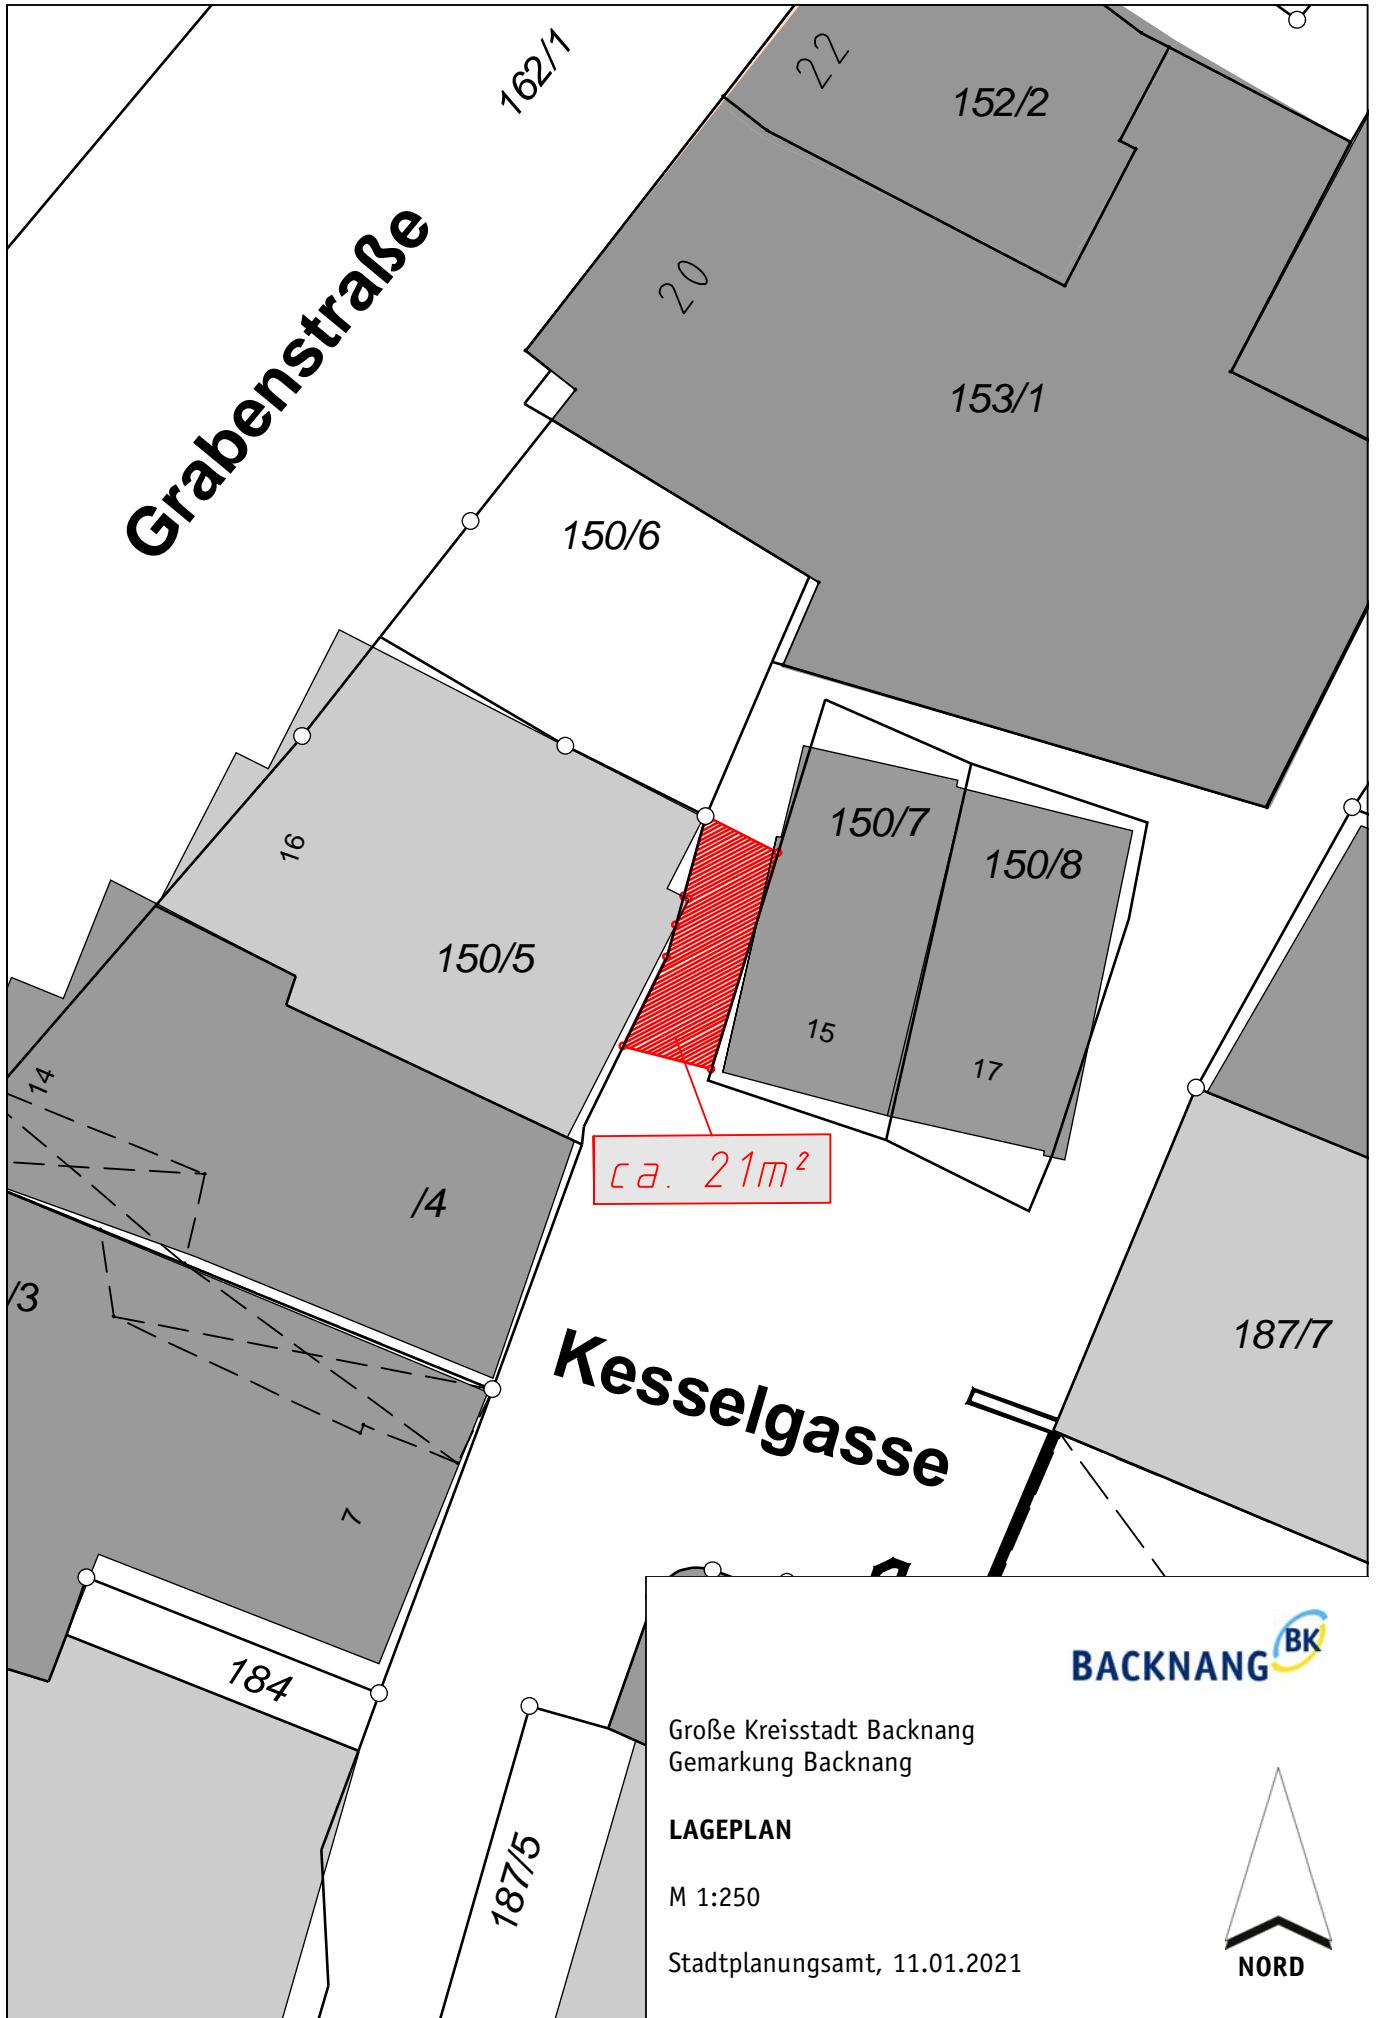 162/1
22
152/2
Grabenstraße
20
153/1
150/6
150/7
150/8
16
150/5
15
17
14
ca. 21m²
/4
/3
187/7
Kesselgasse
1
7
184
187/5
BACKNANG BK
Große Kreisstadt Backnang
Gemarkung Backnang
LAGEPLAN
M 1:250
Stadtplanungsamt, 11.01.2021
NORD